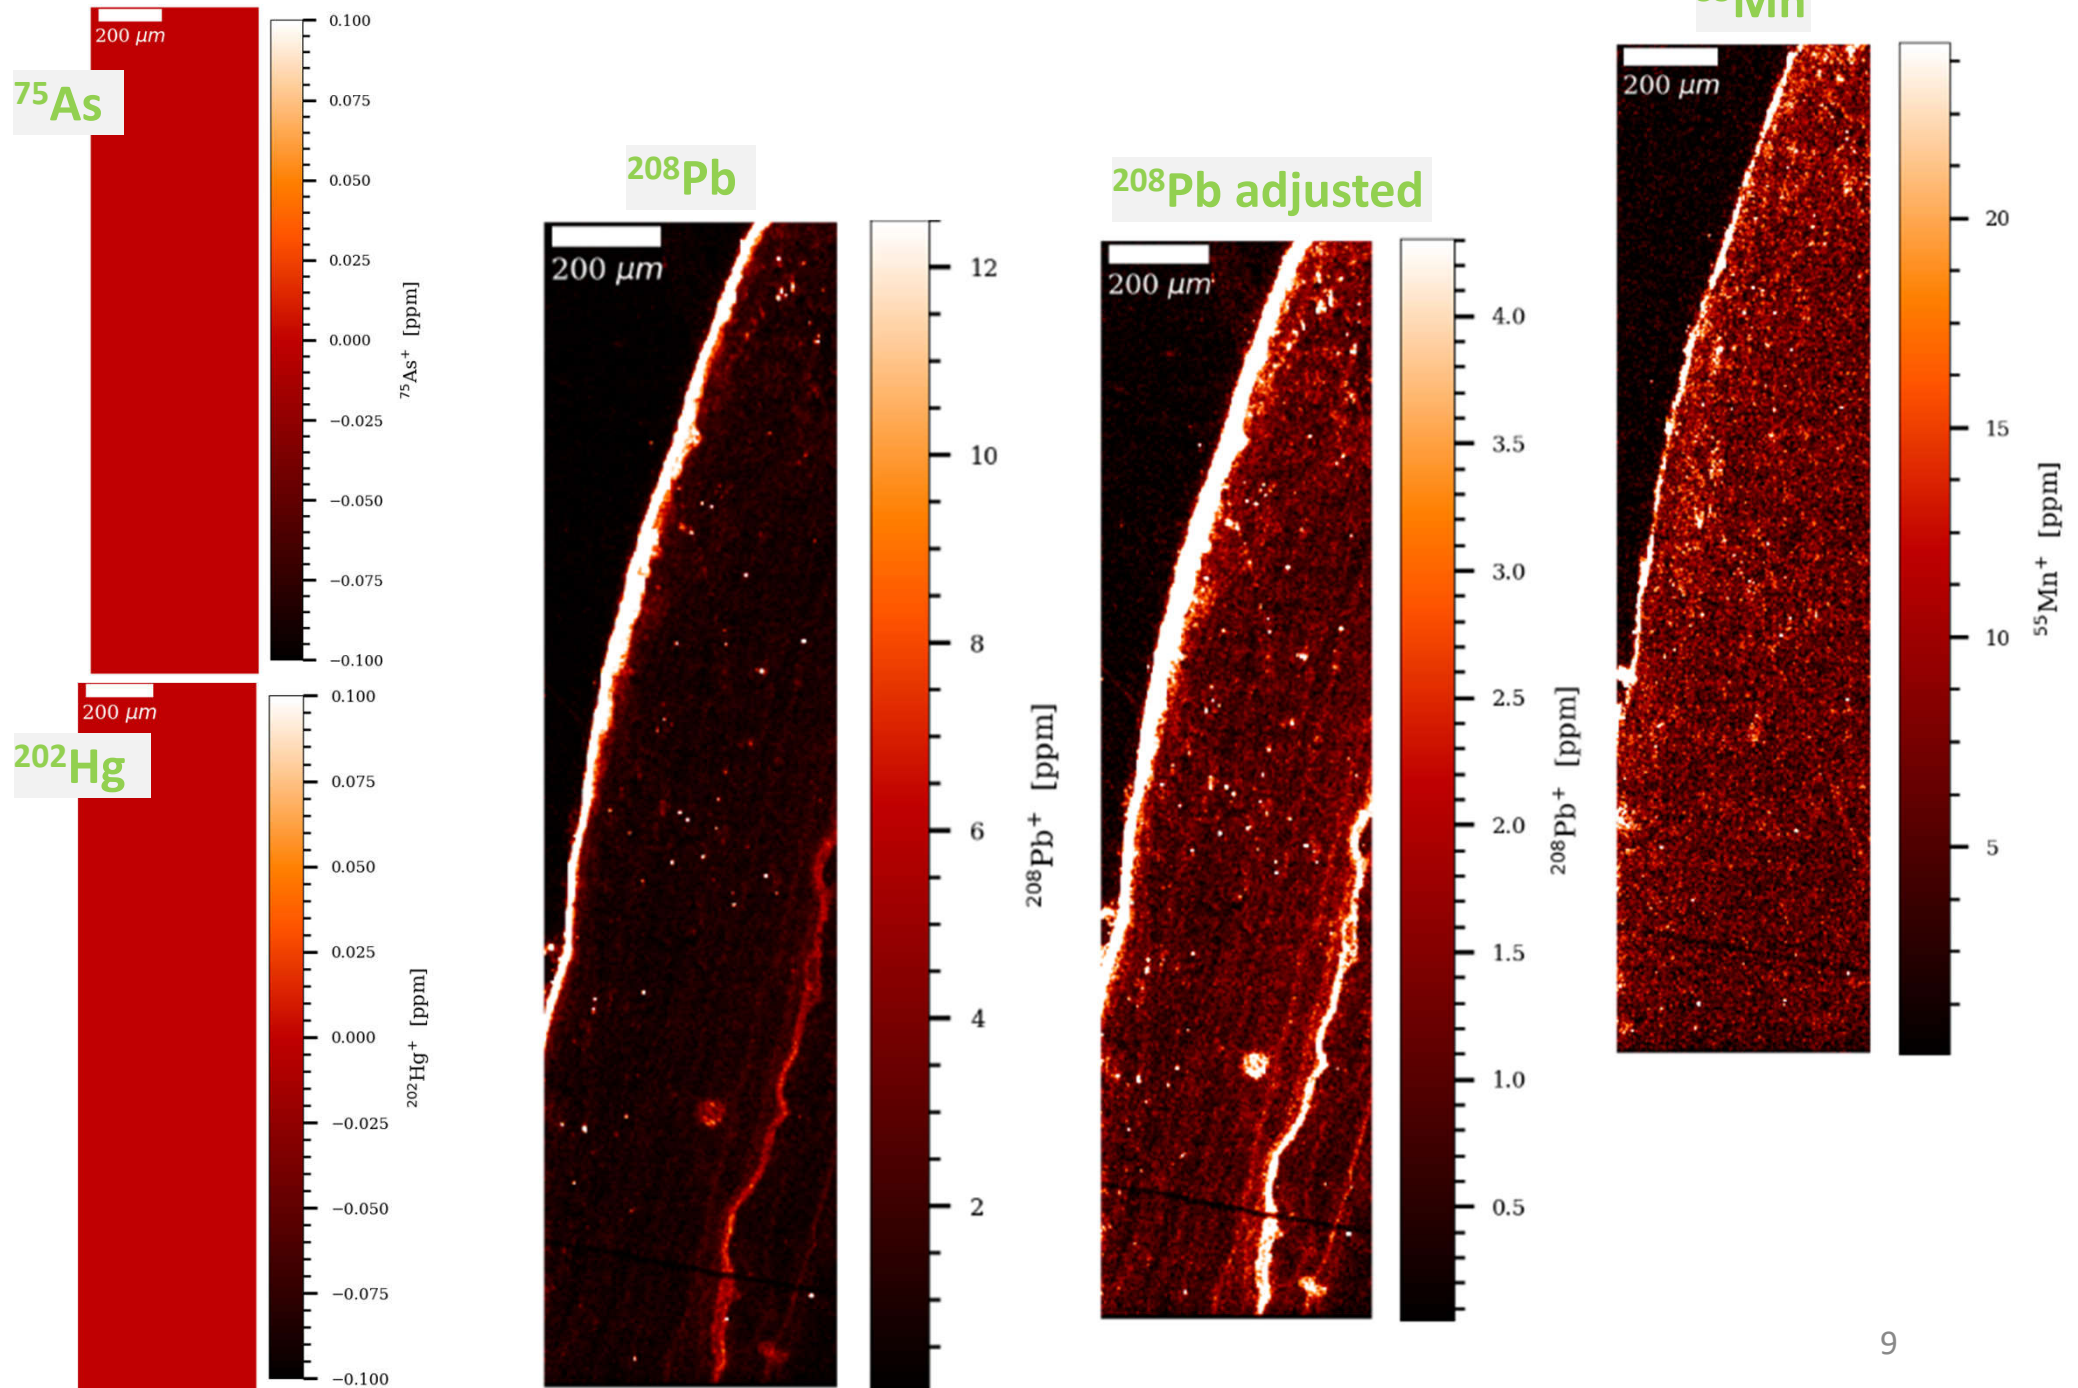 200 µm
75As
0.100
0.075
0.050
0.025
0.000
−0.025
−0.050
−0.075
−0.100
75As+ [ppm]
200 µm
202Hg
0.100
0.075
0.050
0.025
0.000
−0.025
−0.050
−0.075
−0.100
202Hg+ [ppm]
208Pb
200 µm
12
10
8
6
4
2
208Pb+ [ppm]
208Pb adjusted
200 µm
4.0
3.5
3.0
2.5
2.0
1.5
1.0
0.5
208Pb+ [ppm]
55Mn
200 µm
20
15
10
5
55Mn+ [ppm]
9